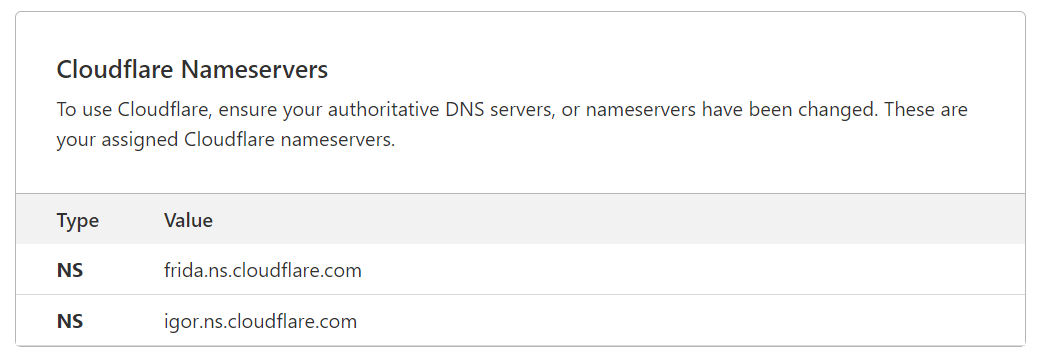 Cloudflare Nameservers
To use Cloudflare, ensure your authoritative DNS servers, or nameservers have been changed. These are
your assigned Cloudflare nameservers.
Type Value
NS frida.ns.cloudflare.com
NS igor.ns.cloudflare.com